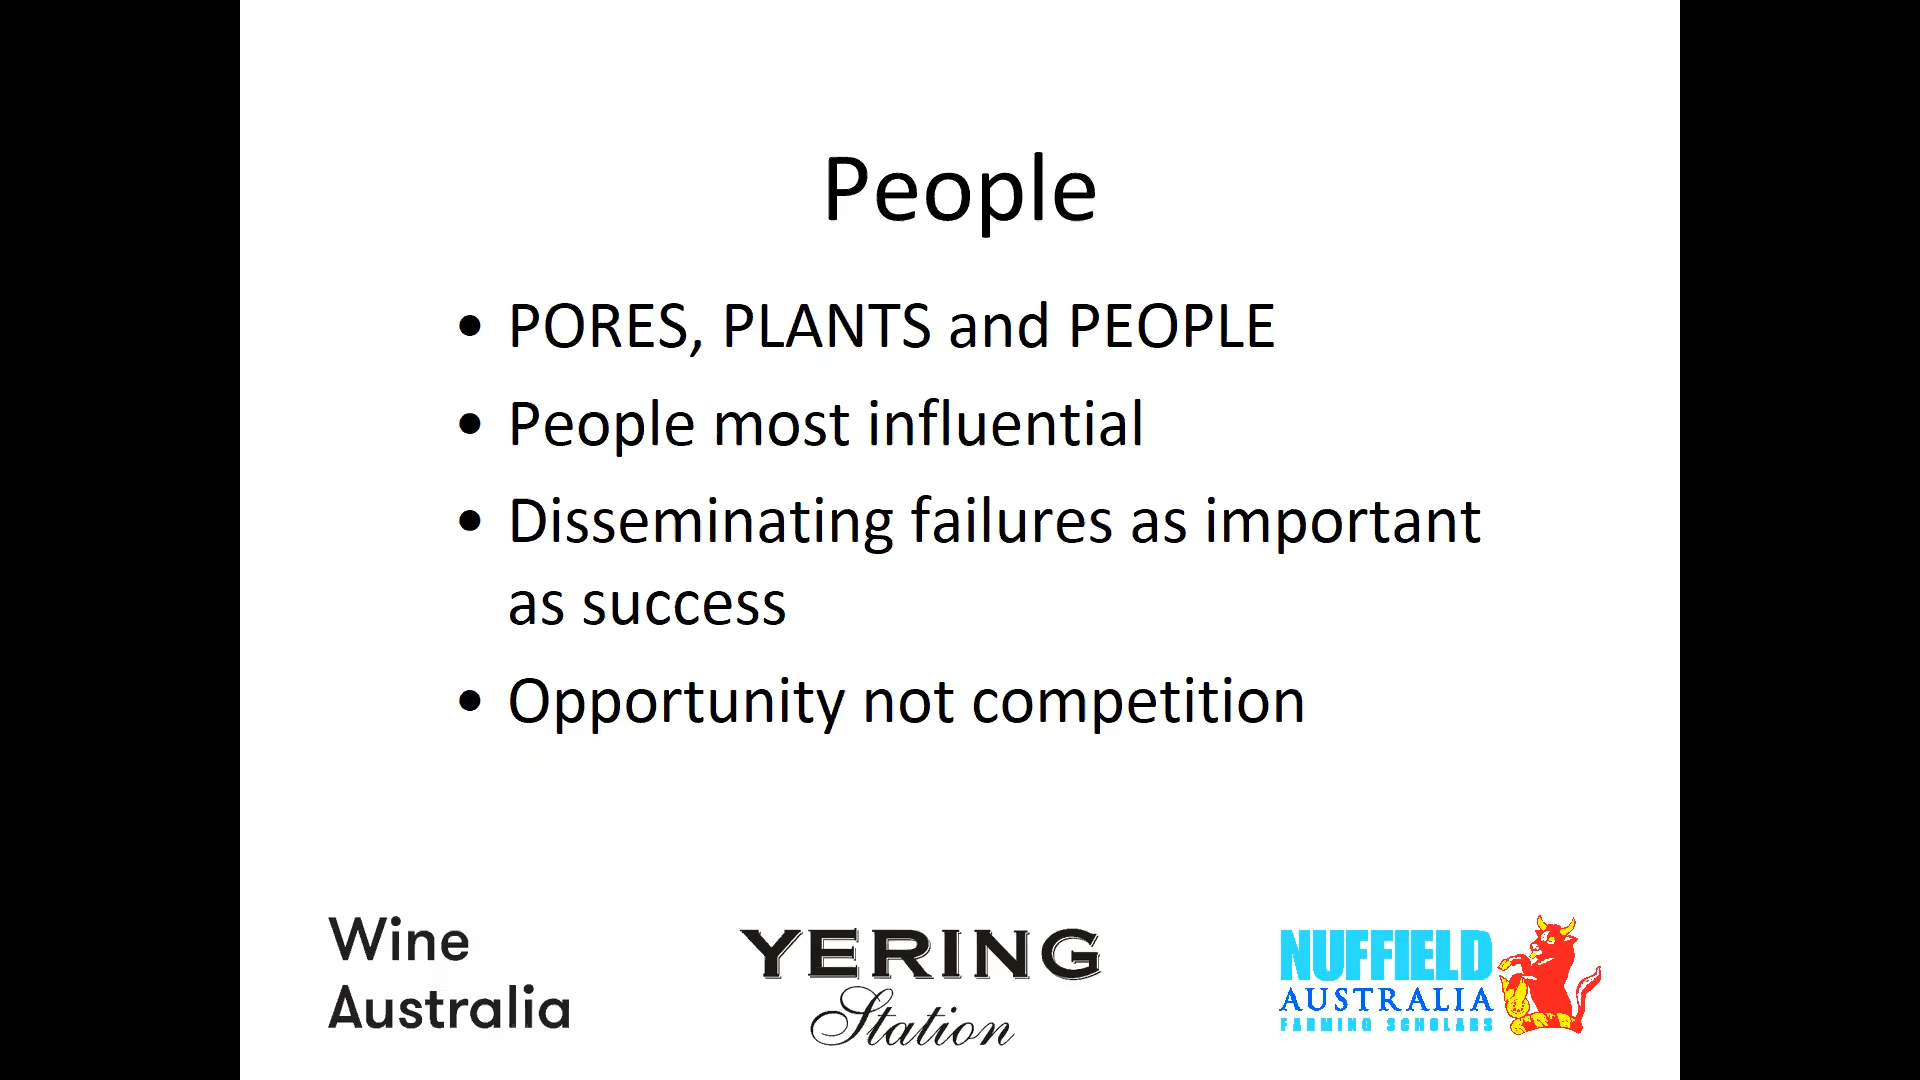 People
• PORES, PLANTS and PEOPLE
• People most influential
• Disseminating failures as important
as success
• Opportunity not competition
Wine
Australia
YERING
Station
NUFFIELD
AUSTRALIA
FARMING SCHOLARS